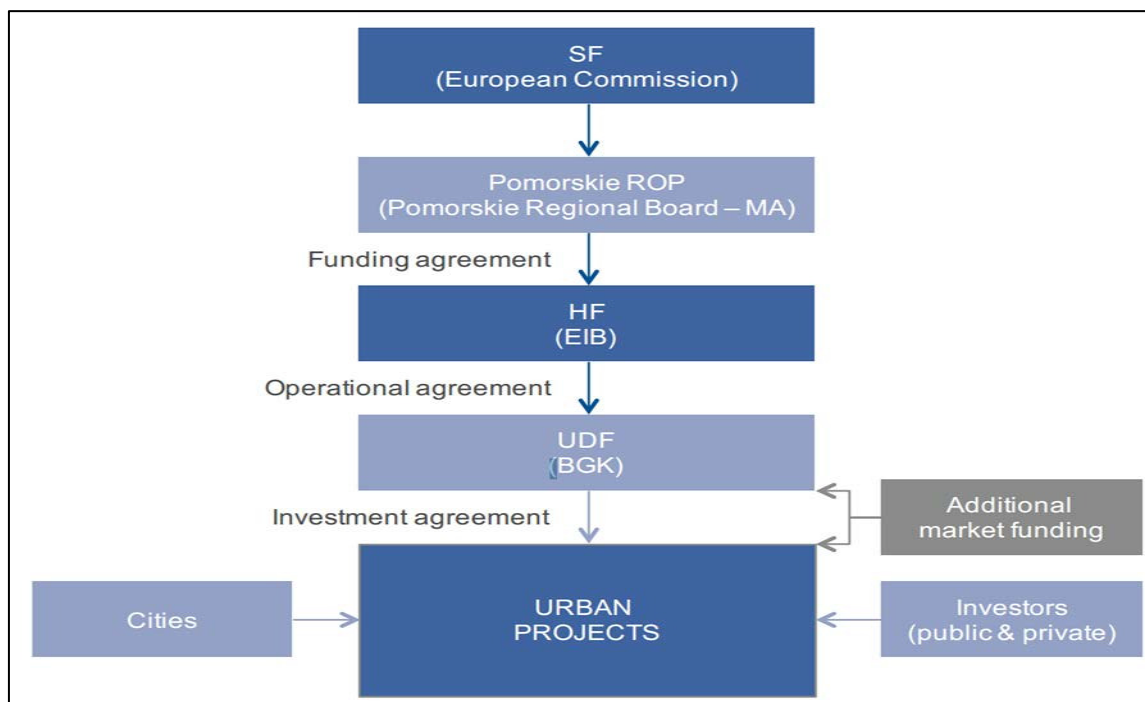 SF
(European Commission)
Pomorskie ROP
(Pomorskie Regional Board – MA)
Funding agreement
HF
(EIB)
Operational agreement
UDF
(BGK)
Investment agreement
Additional
market funding
Cities
URBAN
PROJECTS
Investors
(public & private)